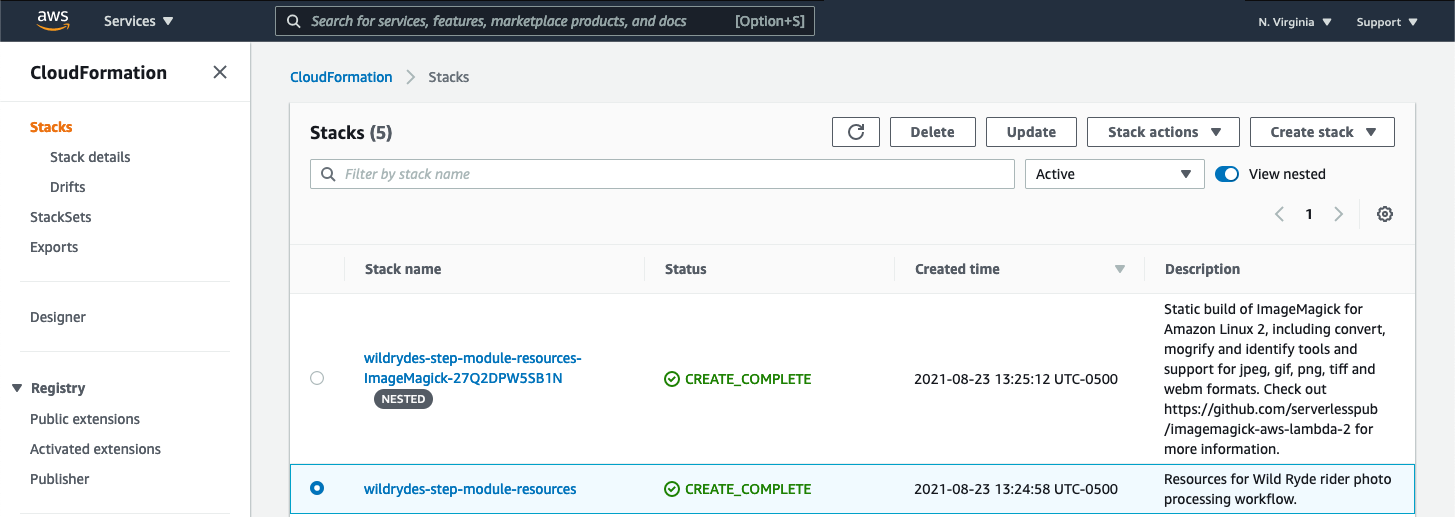 aws
Services
Search for services, features, marketplace products, and docs [Option+S]
N. Virginia
Support
CloudFormation
Stacks
Stack details
Drifts
StackSets
Exports
Designer
Registry
Public extensions
Activated extensions
Publisher
CloudFormation
Stacks
Stacks (5)
Delete
Update
Stack actions
Create stack
Filter by stack name
Active
View nested
1
Stack name
Status
Created time
Description
wildrydes-step-module-resources-
ImageMagick-27Q2DPW5SB1N
NESTED
CREATE_COMPLETE
2021-08-23 13:25:12 UTC-0500
Static build of ImageMagick for
Amazon Linux 2, including convert,
mogrify and identify tools and
support for jpeg, gif, png, tiff and
webm formats. Check out
https://github.com/serverlesspub
/imagemagick-aws-lambda-2 for
more information.
wildrydes-step-module-resources
CREATE_COMPLETE
2021-08-23 13:24:58 UTC-0500
Resources for Wild Ryde rider photo
processing workflow.